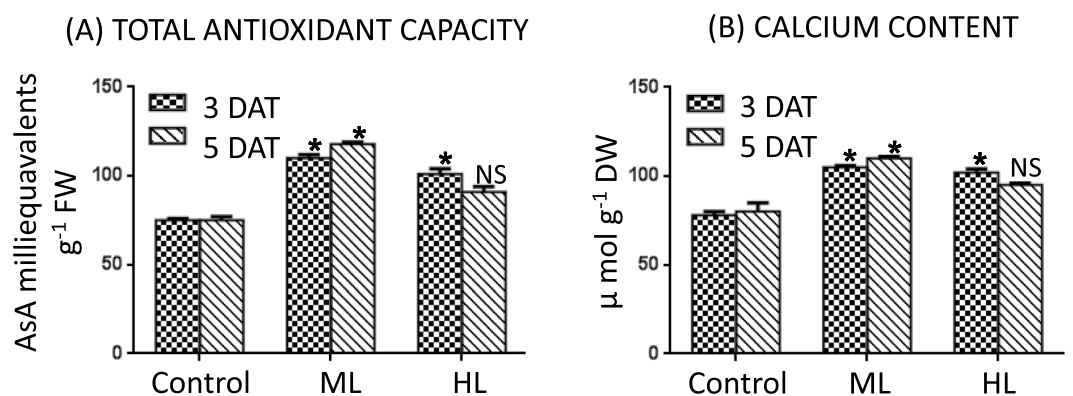 (A) TOTAL ANTIOXIDANT CAPACITY
AsA milliequavalents
g⁻¹ FW
150
100
50
0
3 DAT
5 DAT
*
*
*
NS
Control
ML
HL
(B) CALCIUM CONTENT
µ mol g⁻¹ DW
150
100
50
0
3 DAT
5 DAT
*
*
*
NS
Control
ML
HL